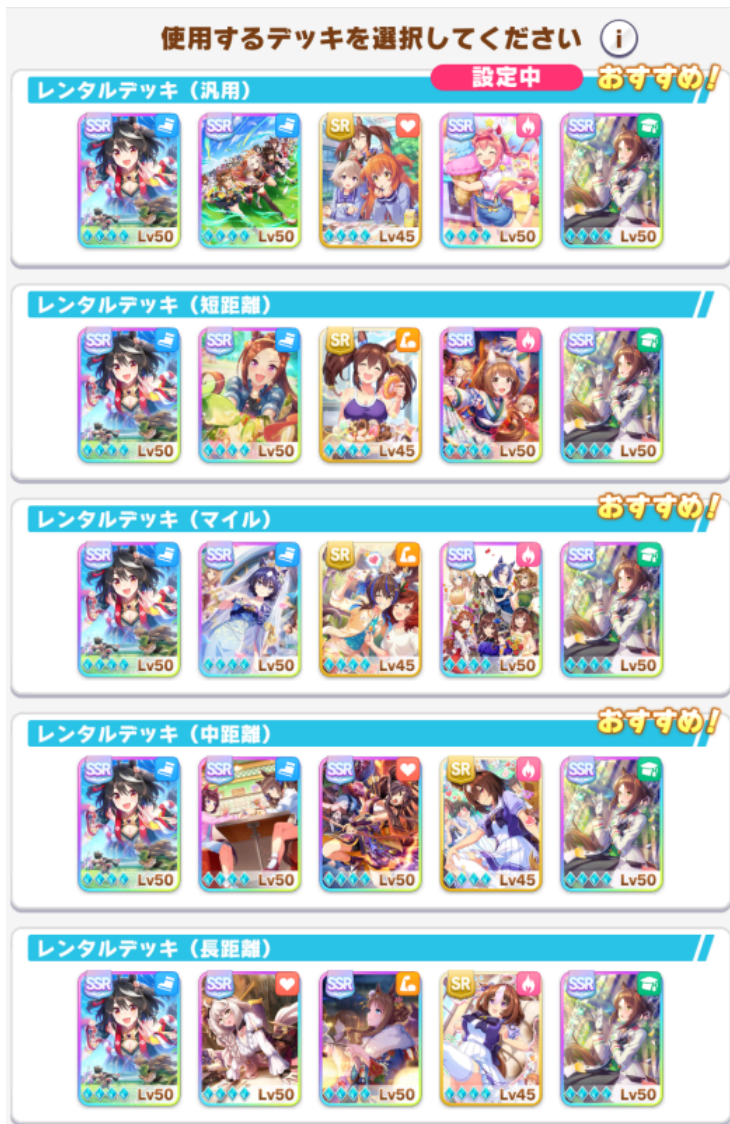 使用するデッキを選択してください i
設定中 おすすめ!
レンタルデッキ（汎用）
SSR SSR SR SSR SSR
Lv50 Lv50 Lv45 Lv50 Lv50
レンタルデッキ（短距離）
SSR SSR SR SSR SSR
Lv50 Lv50 Lv45 Lv50 Lv50
おすすめ!
レンタルデッキ（マイル）
SSR SSR SR SSR SSR
Lv50 Lv50 Lv45 Lv50 Lv50
おすすめ!
レンタルデッキ（中距離）
SSR SSR SSR SR SSR
Lv50 Lv50 Lv50 Lv45 Lv50
レンタルデッキ（長距離）
SSR SSR SSR SR SSR
Lv50 Lv50 Lv50 Lv45 Lv50